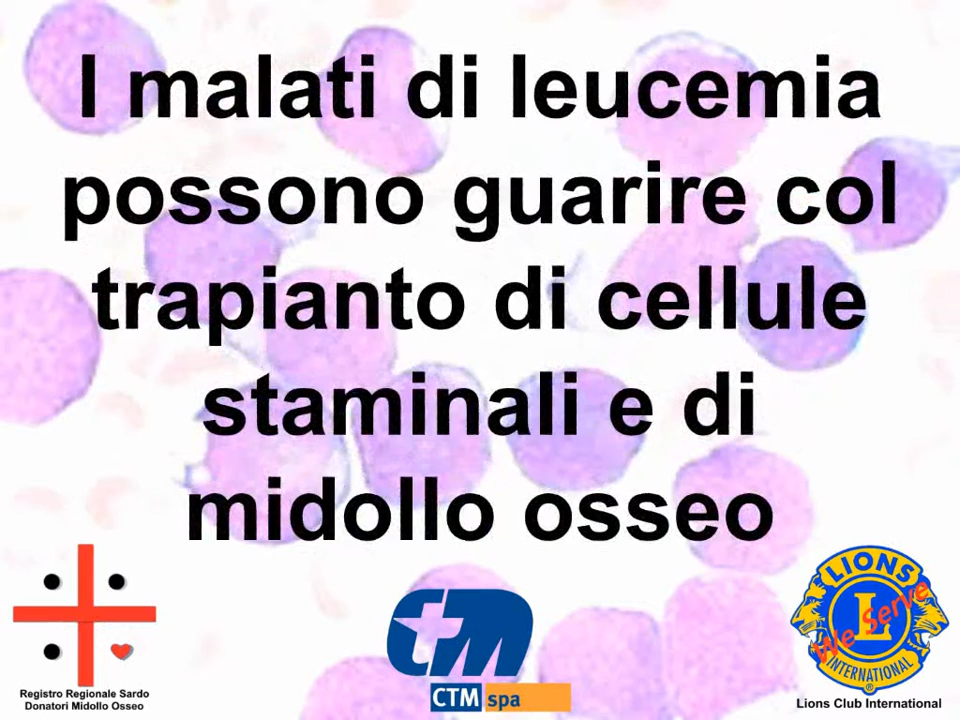 I malati di leucemia
possono guarire col
trapianto di cellule
staminali e di
midollo osseo
Registro Regionale Sardo
Donatori Midollo Osseo
ctm
CTM spa
LIONS
L
INTERNATIONAL
®
We Serve
Lions Club International